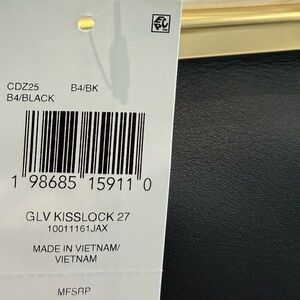 CDZ25 B4/BK
B4/BLACK
1 98685 15911 0
GLV KISSLOCK 27
10011161JAX
MADE IN VIETNAM/
VIETNAM
MFSRP